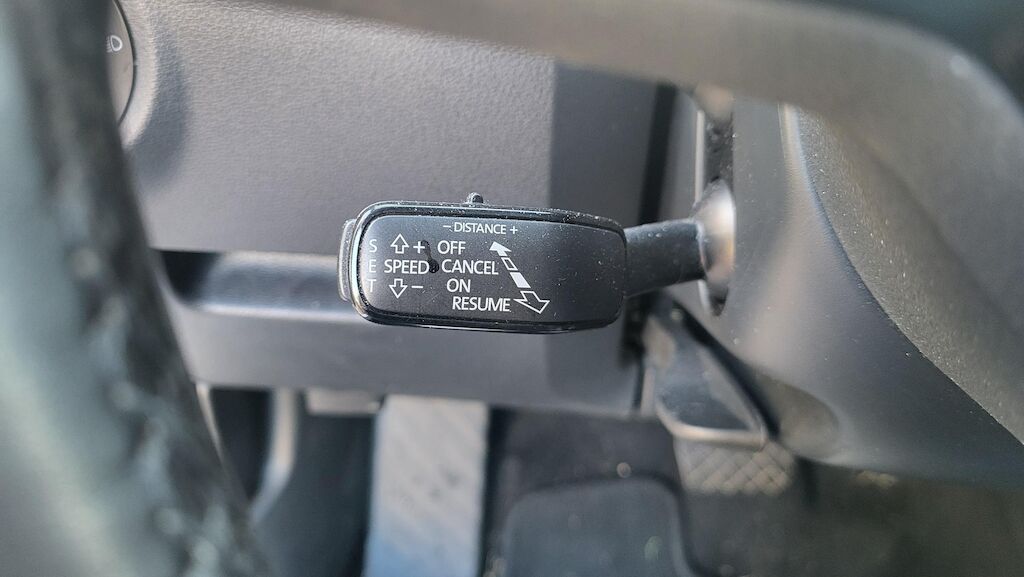 − DISTANCE +
S + OFF
E SPEED CANCEL
T − ON
RESUME